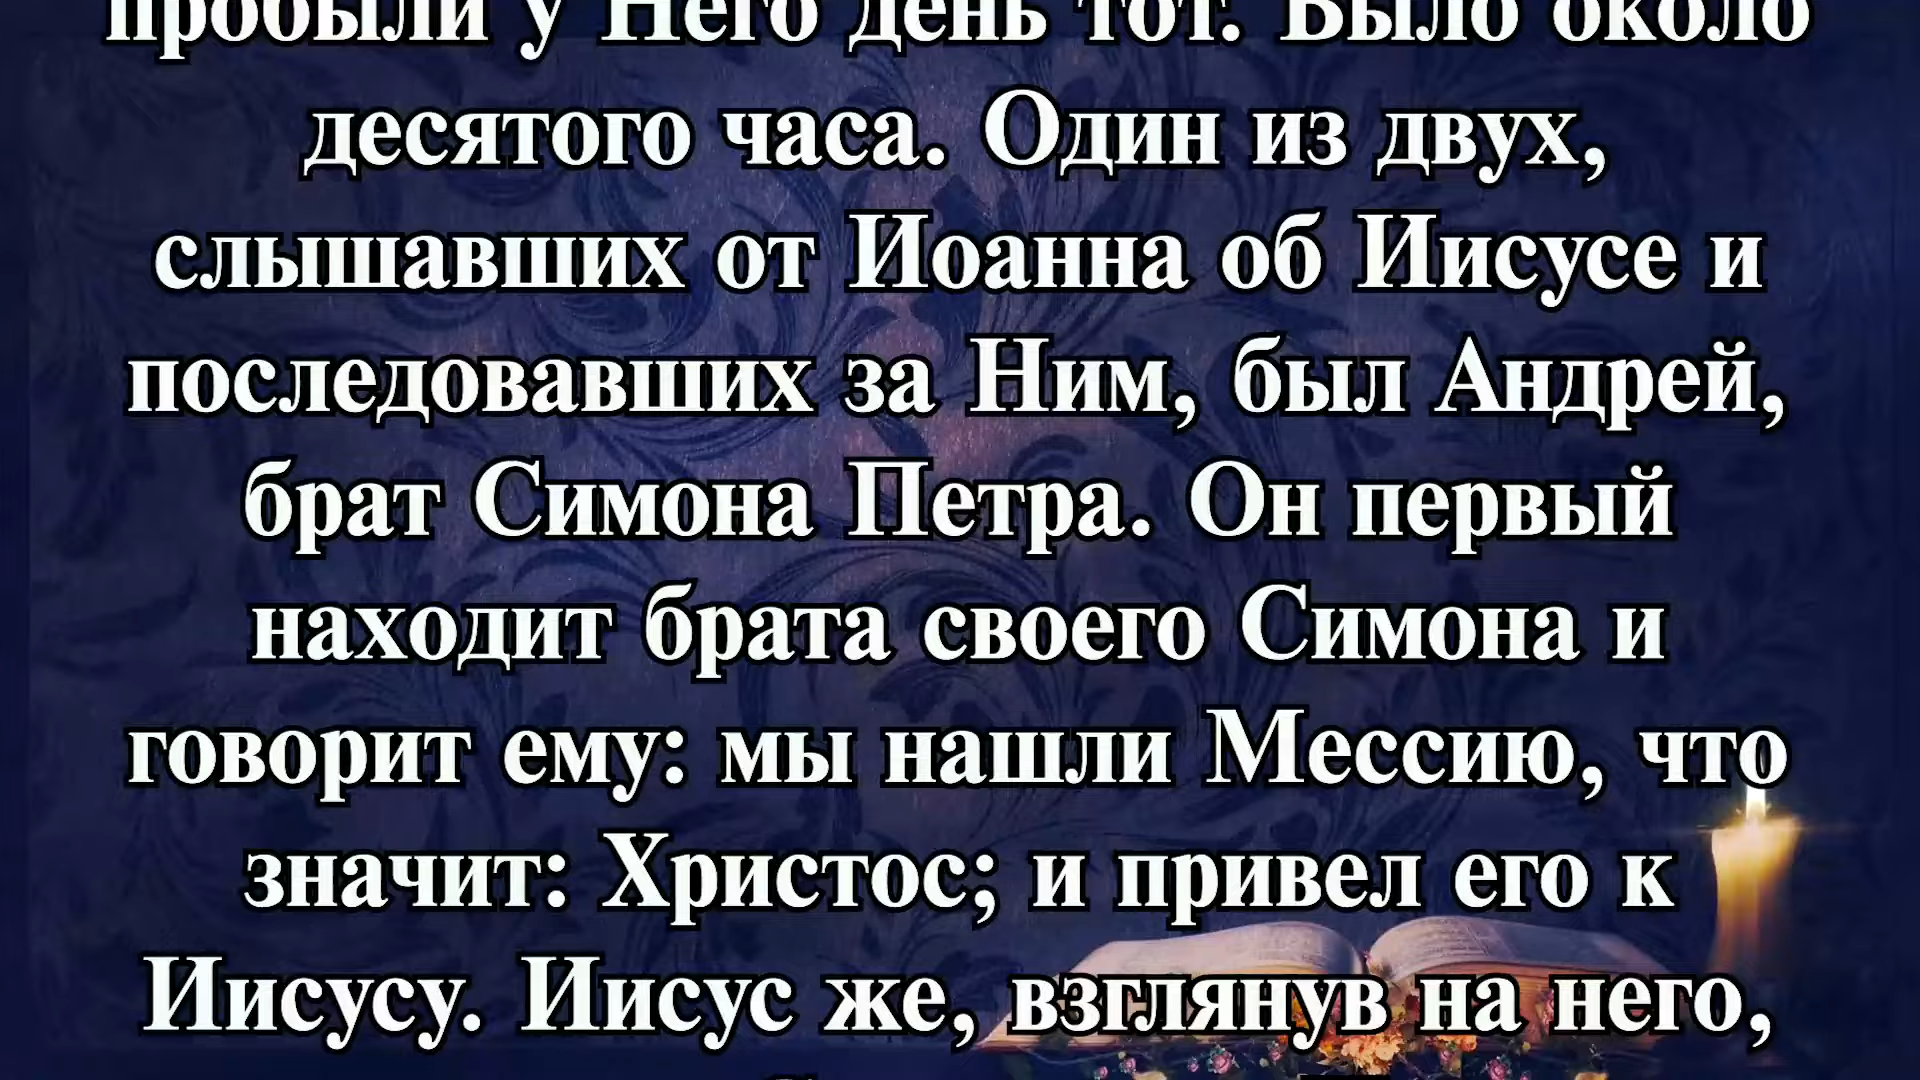 пробыли у Него день тот. Было около
десятого часа. Один из двух,
слышавших от Иоанна об Иисусе и
последовавших за Ним, был Андрей,
брат Симона Петра. Он первый
находит брата своего Симона и
говорит ему: мы нашли Мессию, что
значит: Христос; и привел его к
Иисусу. Иисус же, взглянув на него,